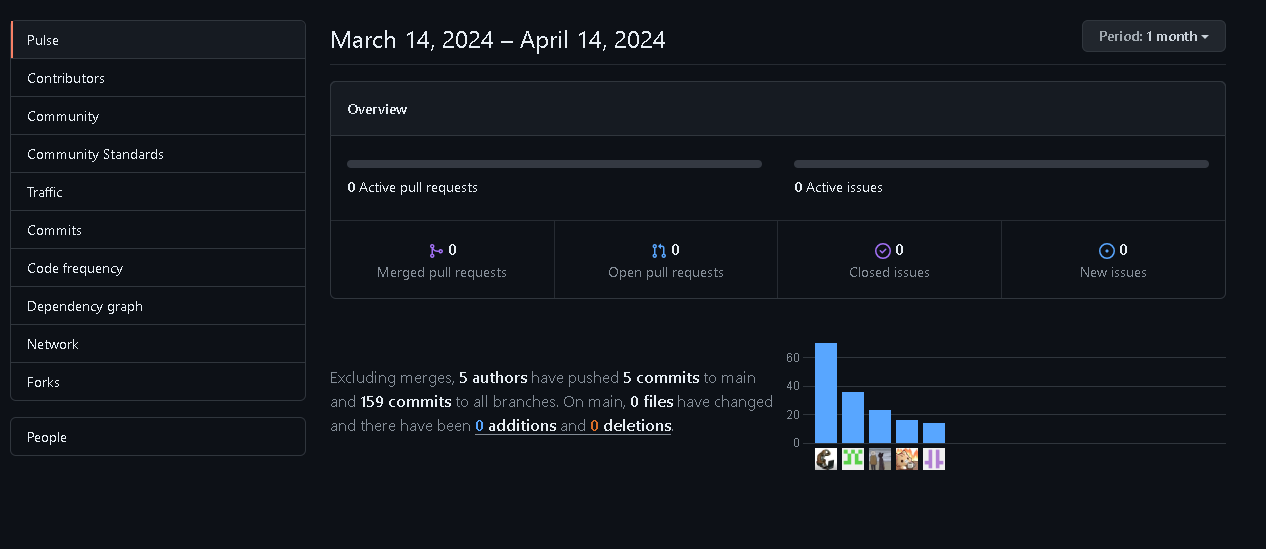 Pulse
Contributors
Community
Community Standards
Traffic
Commits
Code frequency
Dependency graph
Network
Forks
People
March 14, 2024 – April 14, 2024
Period: 1 month
Overview
0 Active pull requests
0 Active issues
0
Merged pull requests
0
Open pull requests
0
Closed issues
0
New issues
Excluding merges, 5 authors have pushed 5 commits to main
and 159 commits to all branches. On main, 0 files have changed
and there have been 0 additions and 0 deletions.
60
40
20
0